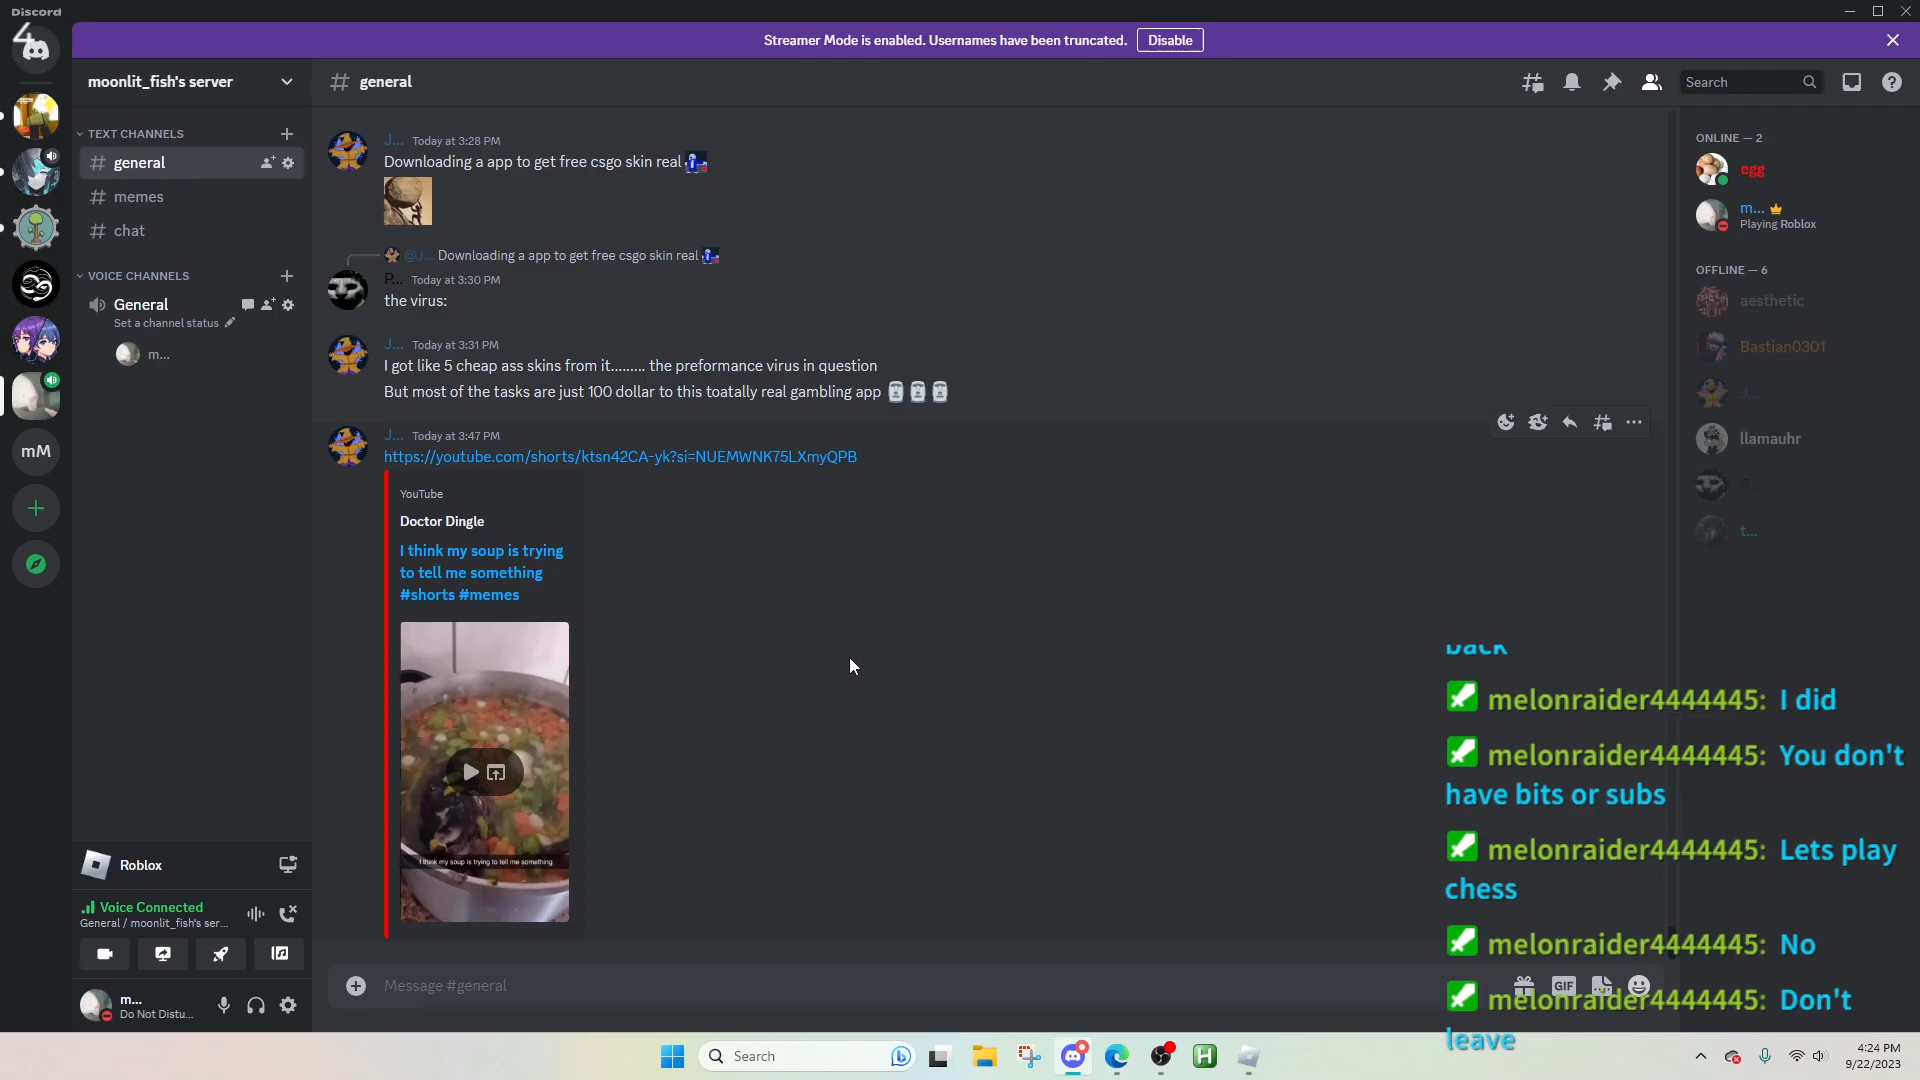 Discord
4
Streamer Mode is enabled. Usernames have been truncated.
Disable
moonlit_fish's server
general
Search
TEXT CHANNELS
general
memes
chat
VOICE CHANNELS
General
Set a channel status
m...
mM
J... Today at 3:28 PM
Downloading a app to get free csgo skin real
@J... Downloading a app to get free csgo skin real
P... Today at 3:30 PM
the virus:
J... Today at 3:31 PM
I got like 5 cheap ass skins from it......... the preformance virus in question
But most of the tasks are just 100 dollar to this toatally real gambling app
J... Today at 3:47 PM
https://youtube.com/shorts/ktsn42CA-yk?si=NUEMWNK75LXmyQPB
YouTube
Doctor Dingle
I think my soup is trying
to tell me something
#shorts #memes
I think my soup is trying to tell me something
Message #general
GIF
ONLINE — 2
egg
m...
Playing Roblox
OFFLINE — 6
aesthetic
Bastian0301
J...
llamauhr
P...
t...
back
melonraider4444445: I did
melonraider4444445: You don't
have bits or subs
melonraider4444445: Lets play
chess
melonraider4444445: No
melonraider4444445: Don't
leave
Roblox
Voice Connected
General / moonlit_fish's ser...
m...
Do Not Distu...
Search
4:24 PM
9/22/2023